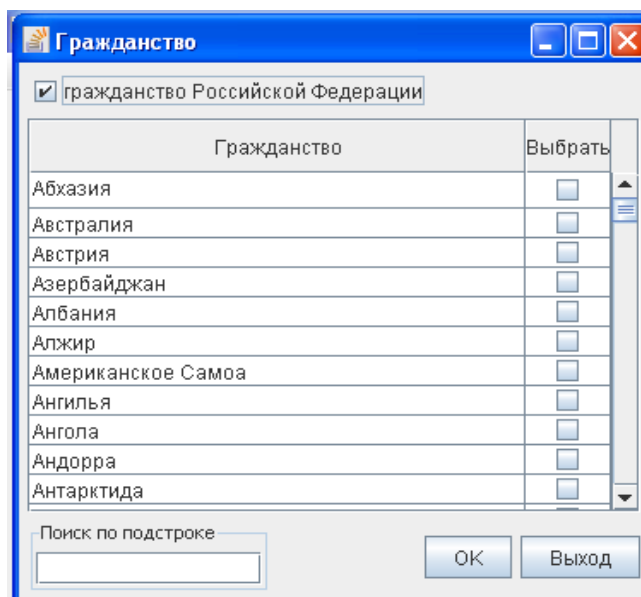 Гражданство
гражданство Российской Федерации
Гражданство Выбрать
Абхазия
Австралия
Австрия
Азербайджан
Албания
Алжир
Американское Самоа
Ангилья
Ангола
Андорра
Антарктида
Поиск по подстроке
ОК Выход